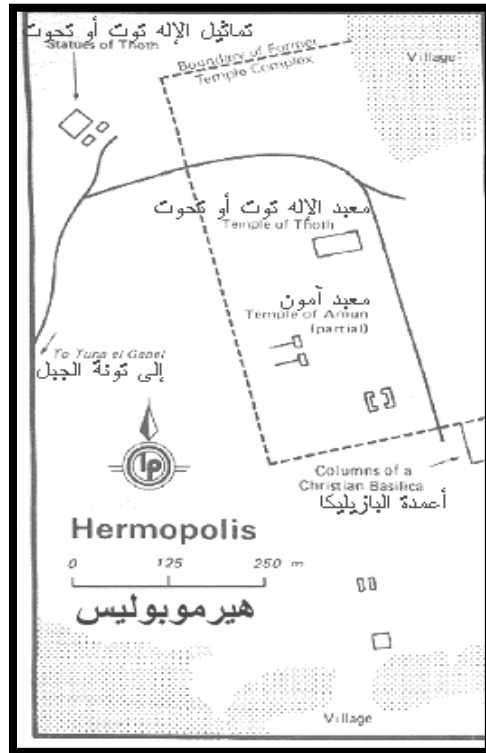 تماثيل الإله توت أو تحوت
Statues of Thoth
Boundary of Former
Temple Complex
Village
معبد الإله توت أو تحوت
Temple of Thoth
معبد آمون
Temple of Amun
(partial)
To Tuna el Gebel
إلى تونة الجبل
IP
Columns of a
Christian Basilica
أعمدة البازيليكا
Hermopolis
0 125 250 m
هيرموبوليس
Village